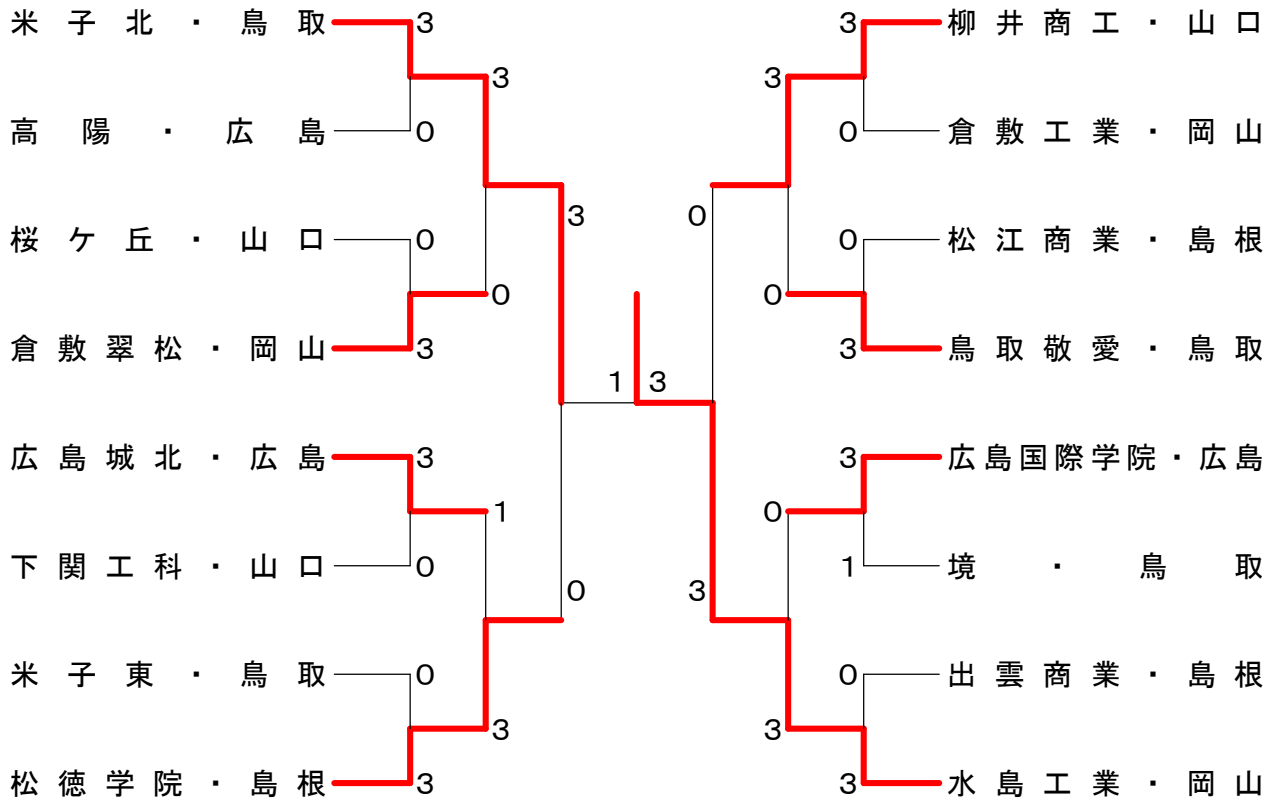 米子北・鳥取 3 3 柳井商工・山口
3 3
高陽・広島 0 0 倉敷工業・岡山
3 0
桜ケ丘・山口 0 0 松江商業・島根
0 0
倉敷翠松・岡山 3 3 鳥取敬愛・鳥取
1 3
広島城北・広島 3 3 広島国際学院・広島
1 0
下関工科・山口 0 1 境・鳥取
0 3
米子東・鳥取 0 0 出雲商業・島根
3 3
松徳学院・島根 3 3 水島工業・岡山